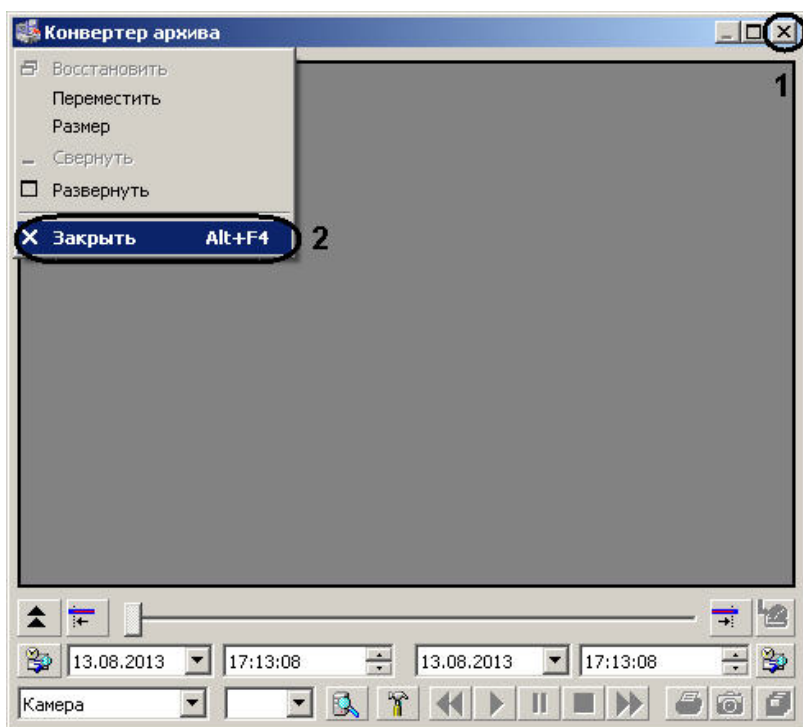 Конвертер архива
1
Восстановить
Переместить
Размер
Свернуть
Развернуть
Закрыть Alt+F4
2
13.08.2013 17:13:08 13.08.2013 17:13:08
Камера